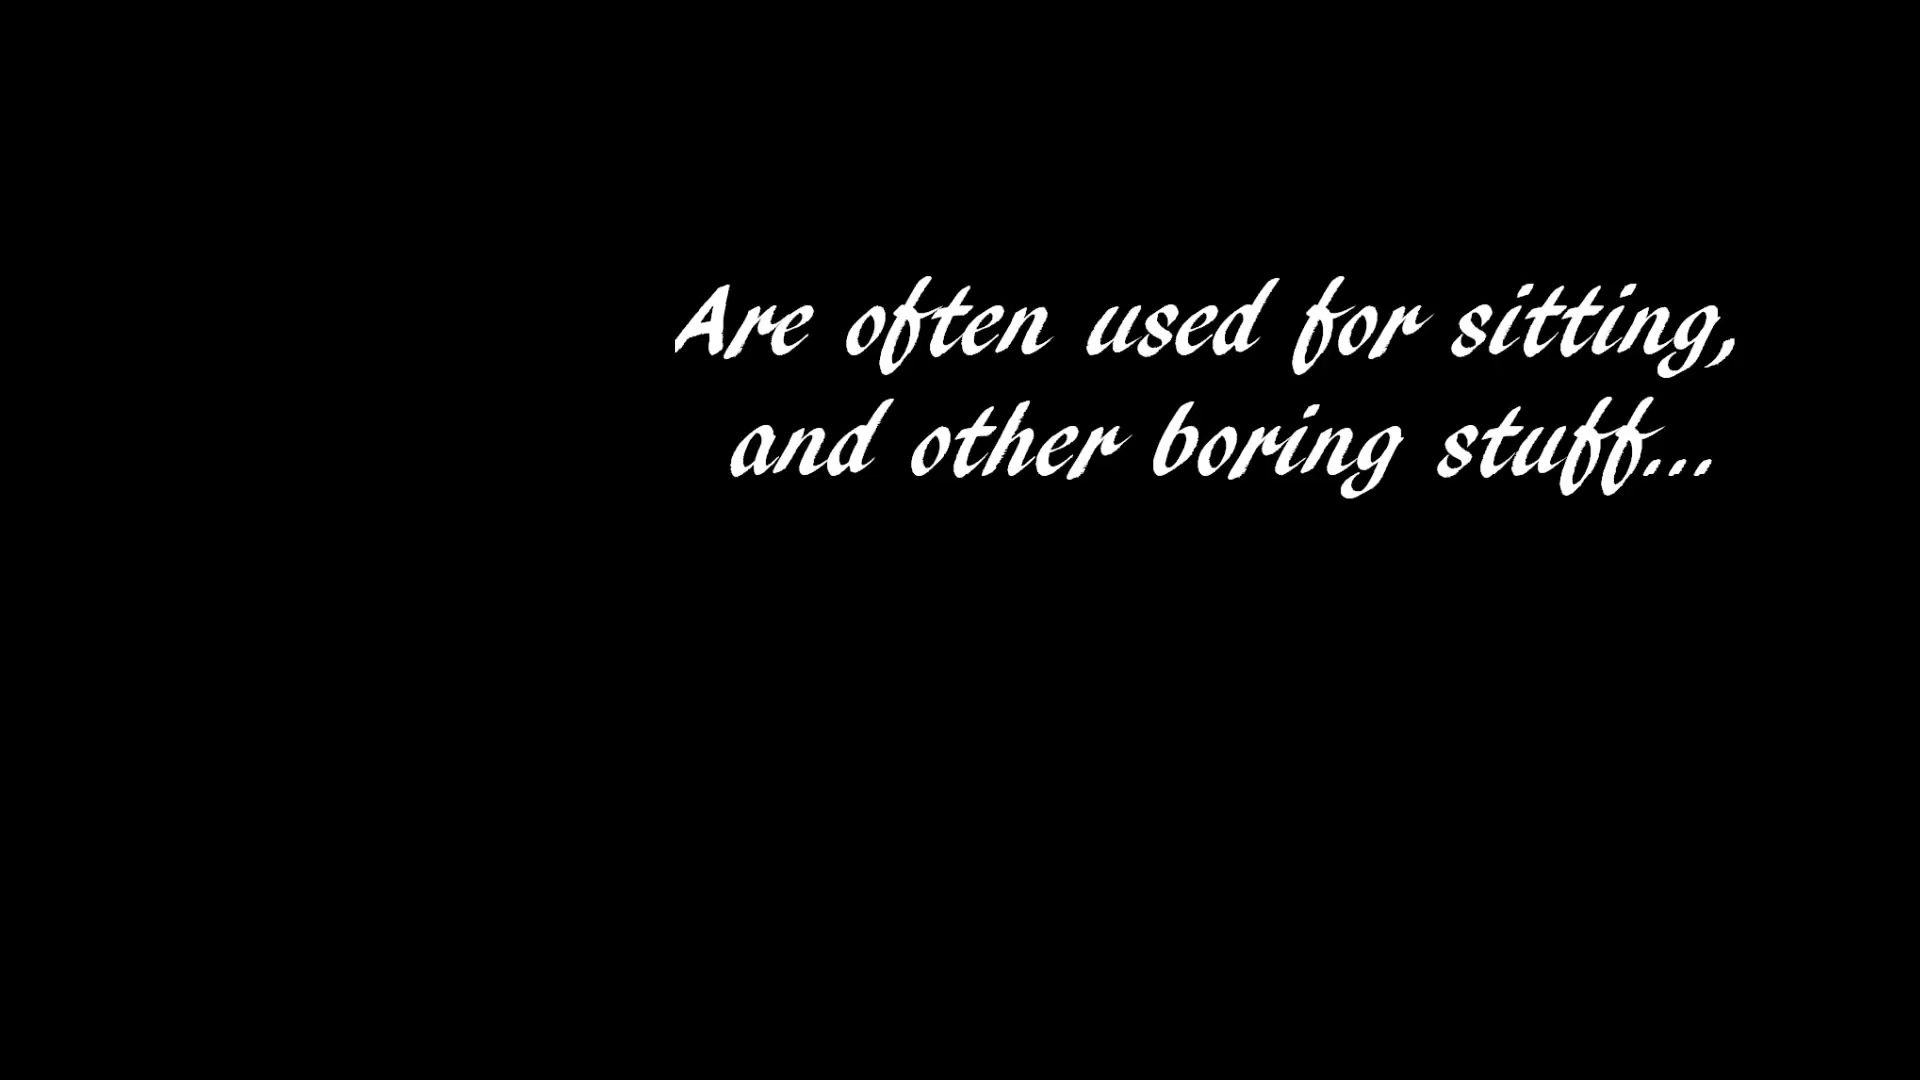 Are often used for sitting,
and other boring stuff...